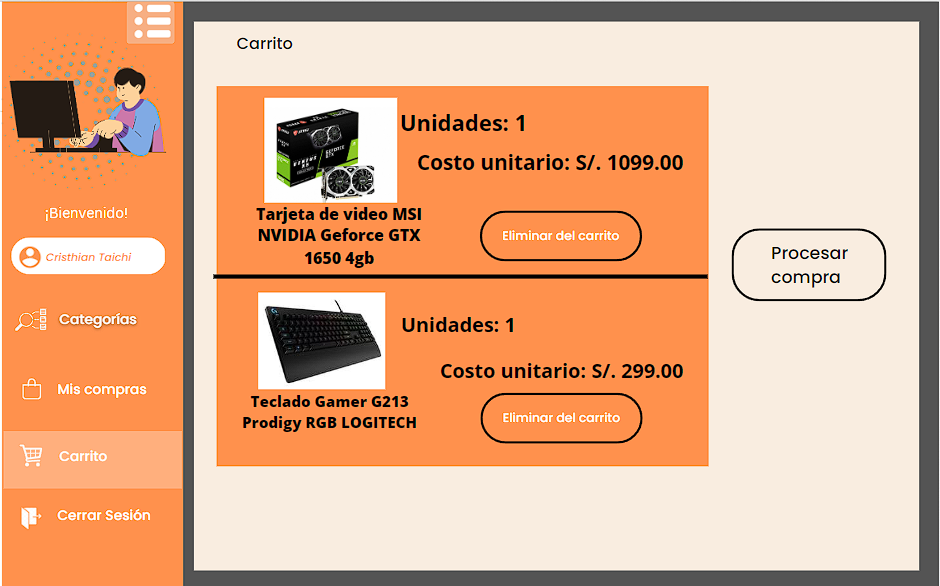 ¡Bienvenido!
Cristhian Taichi
Categorías
Mis compras
Carrito
Cerrar Sesión
Carrito
Unidades: 1
Costo unitario: S/. 1099.00
Tarjeta de video MSI
NVIDIA Geforce GTX
1650 4gb
Eliminar del carrito
Unidades: 1
Costo unitario: S/. 299.00
Teclado Gamer G213
Prodigy RGB LOGITECH
Eliminar del carrito
Procesar
compra